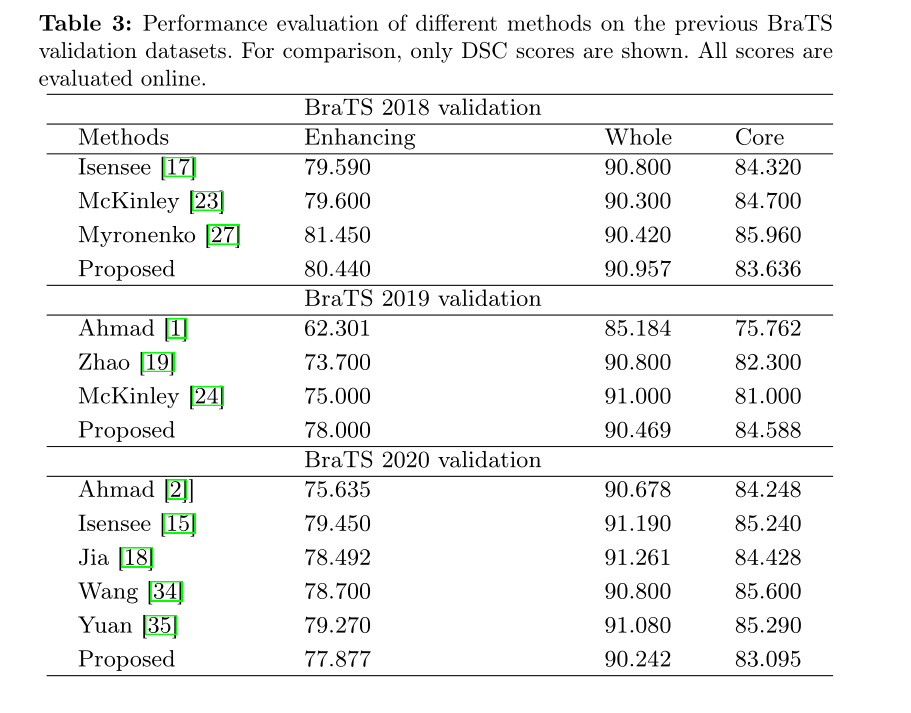 Table 3: Performance evaluation of different methods on the previous BraTS
validation datasets. For comparison, only DSC scores are shown. All scores are
evaluated online.
BraTS 2018 validation
Methods Enhancing Whole Core
Isensee [17] 79.590 90.800 84.320
McKinley [23] 79.600 90.300 84.700
Myronenko [27] 81.450 90.420 85.960
Proposed 80.440 90.957 83.636
BraTS 2019 validation
Ahmad [1] 62.301 85.184 75.762
Zhao [19] 73.700 90.800 82.300
McKinley [24] 75.000 91.000 81.000
Proposed 78.000 90.469 84.588
BraTS 2020 validation
Ahmad [2]] 75.635 90.678 84.248
Isensee [15] 79.450 91.190 85.240
Jia [18] 78.492 91.261 84.428
Wang [34] 78.700 90.800 85.600
Yuan [35] 79.270 91.080 85.290
Proposed 77.877 90.242 83.095